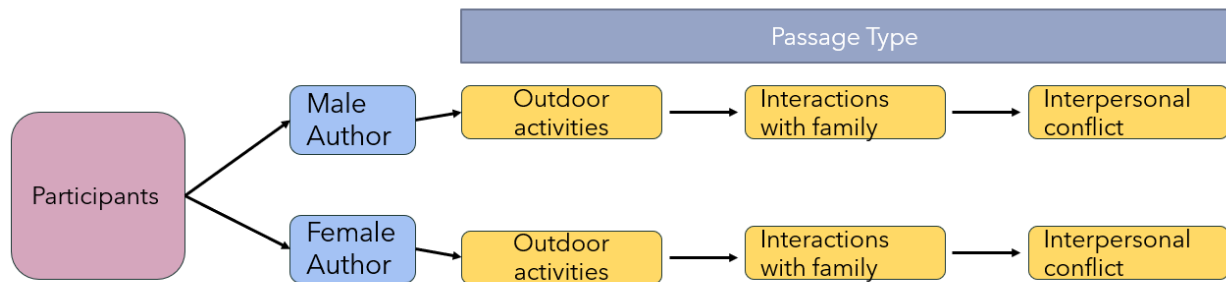 Passage Type
Male
Author
Outdoor
activities
Interactions
with family
Interpersonal
conflict
Participants
Female
Author
Outdoor
activities
Interactions
with family
Interpersonal
conflict